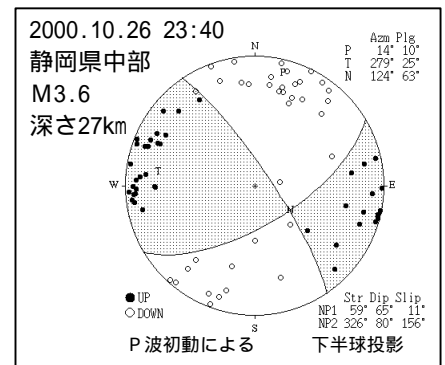 2000.10.26 23:40
静岡県中部
M3.6
深さ27km
Azm Plg
P 14° 10°
T 279° 25°
N 124° 63°
N
P
T
W
E
N
S
●UP
○DOWN
Str Dip Slip
NP1 59° 65° 11°
NP2 326° 80° 156°
P波初動による 下半球投影